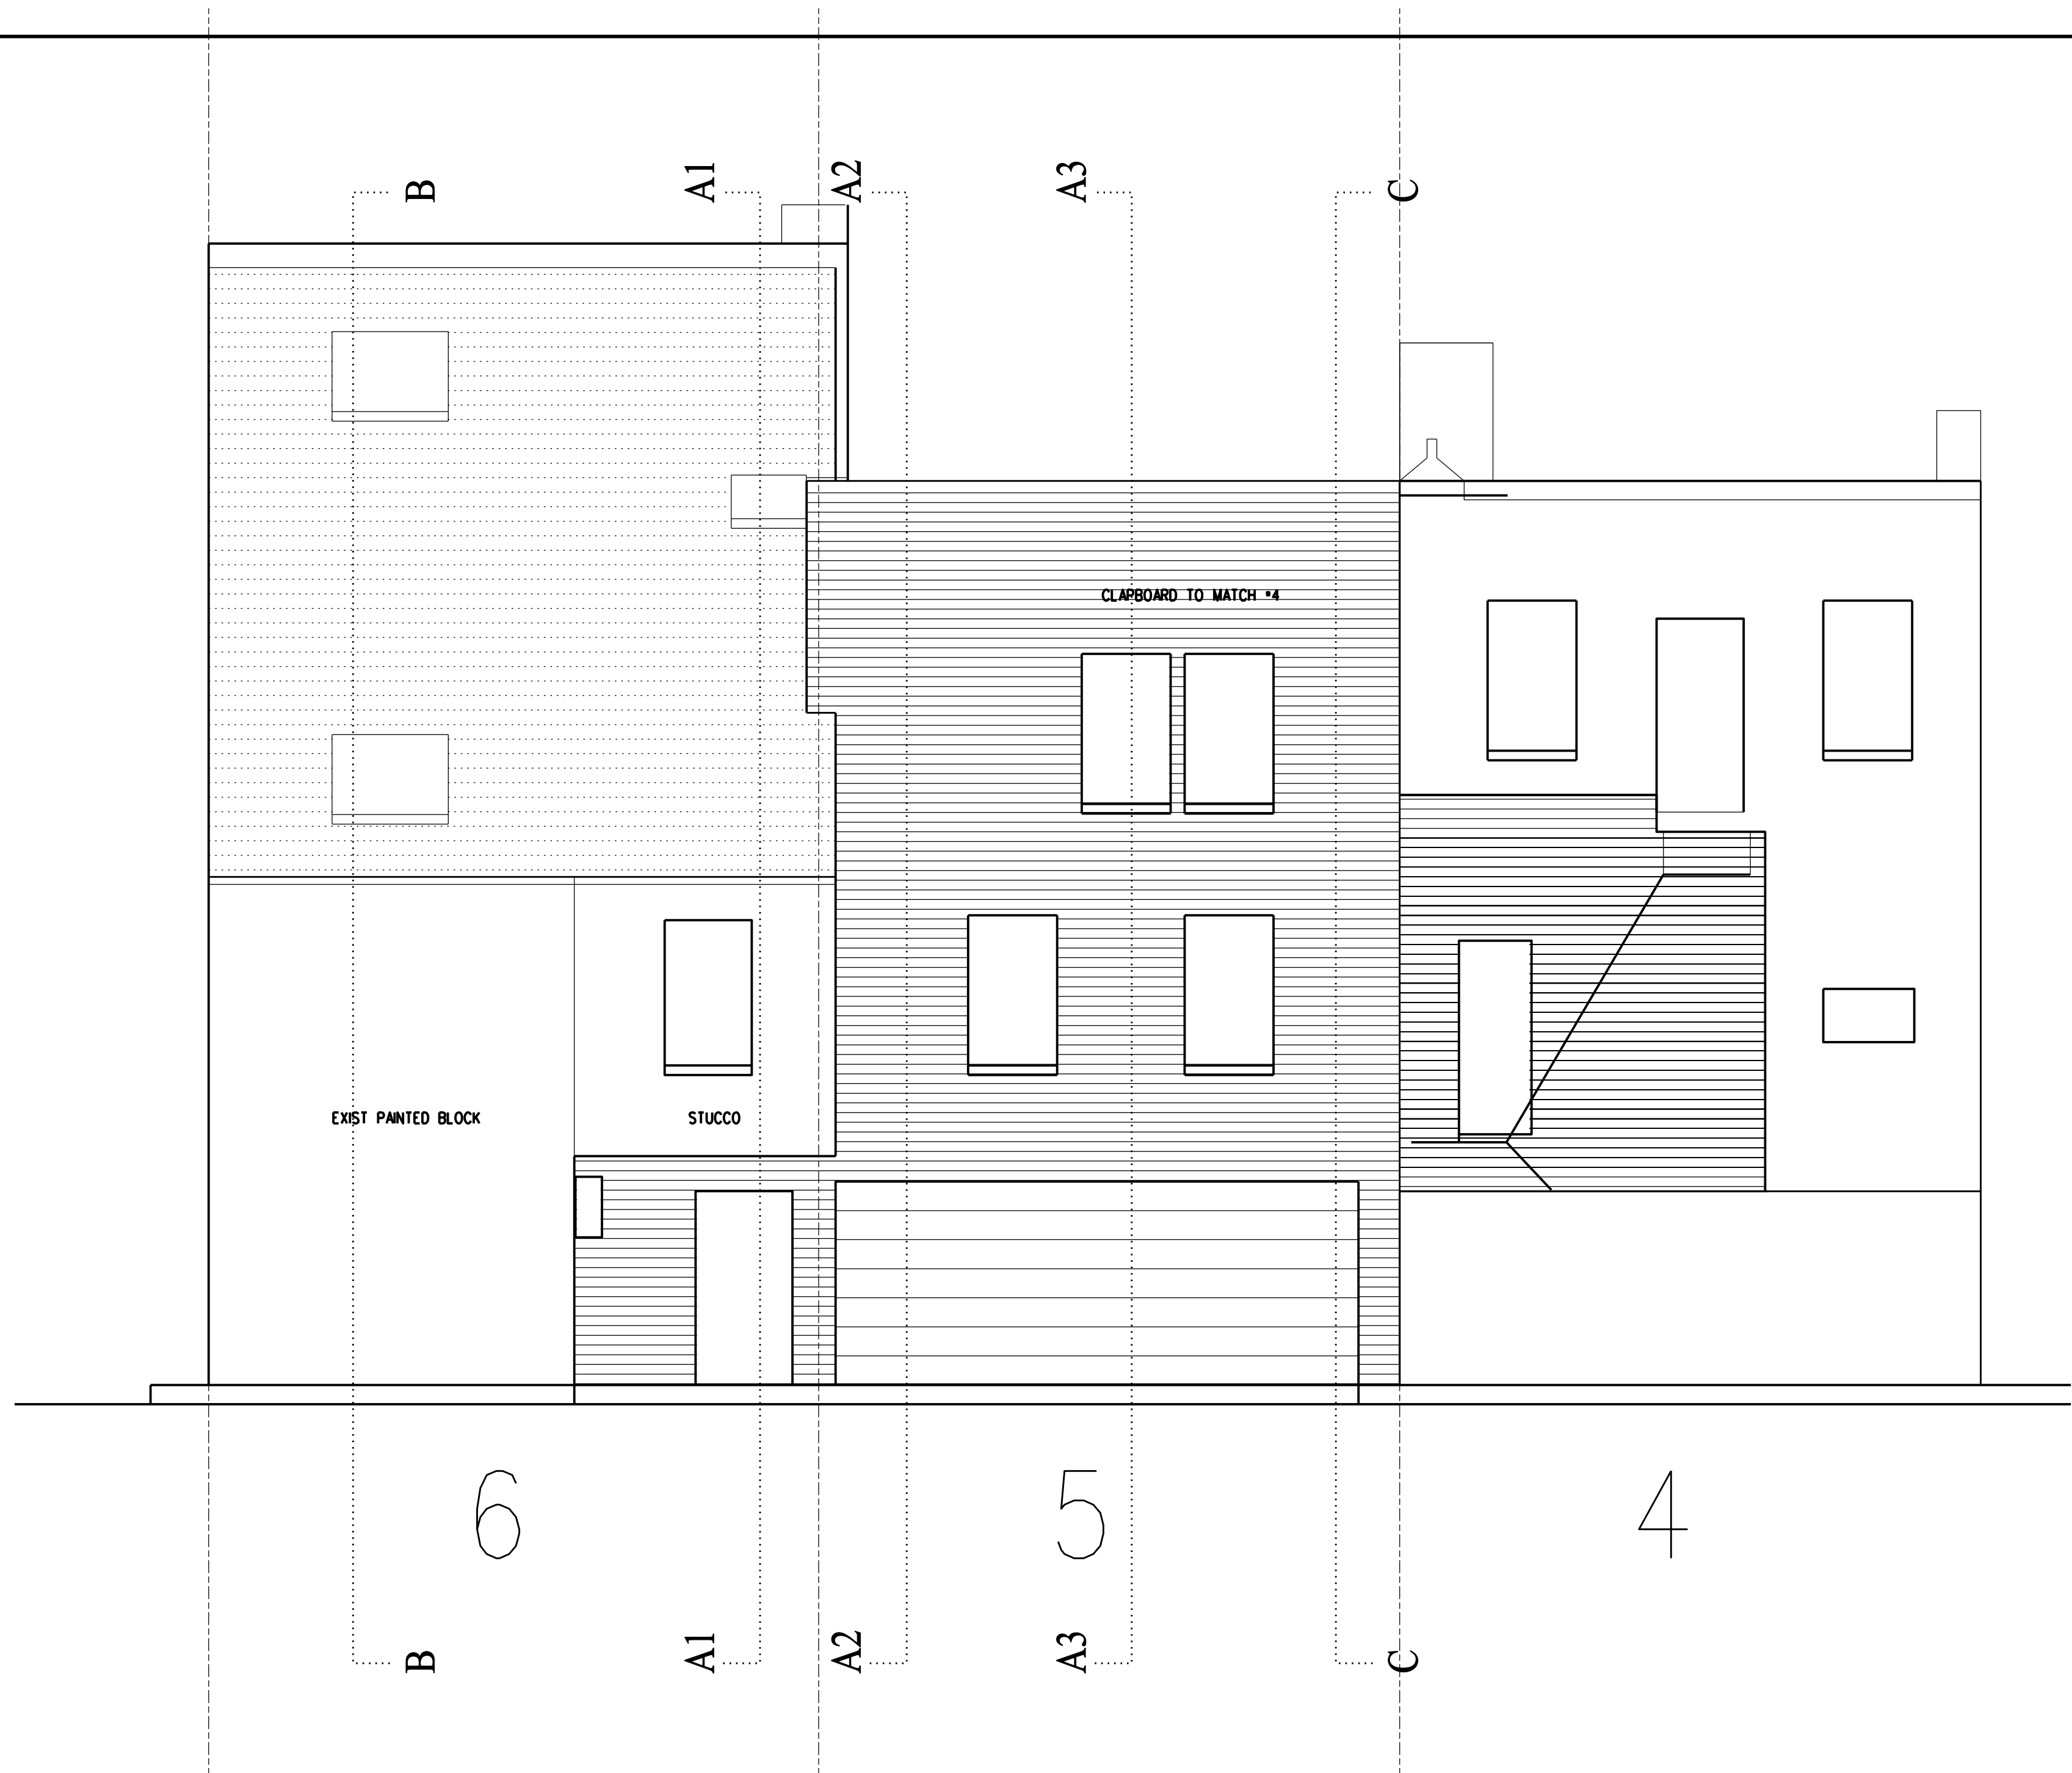 B A1 A2 A3 C
CLAPBOARD TO MATCH #4
EXIST PAINTED BLOCK STUCCO
6 5 4
B A1 A2 A3 C